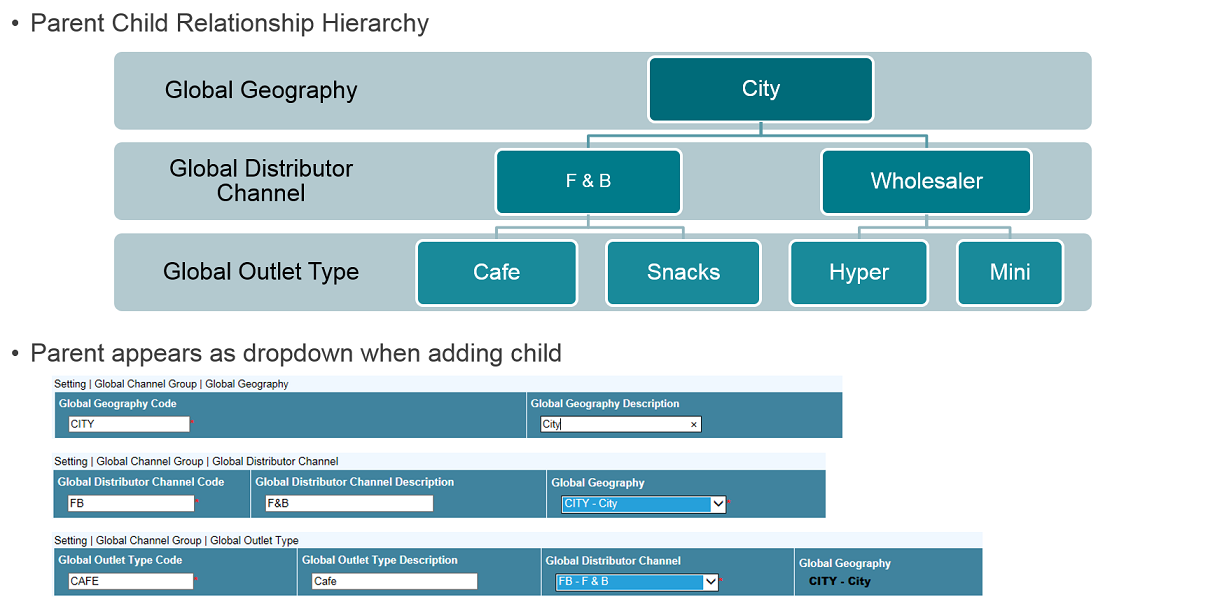 • Parent Child Relationship Hierarchy
Global Geography
City
Global Distributor
Channel
F & B
Wholesaler
Global Outlet Type
Cafe
Snacks
Hyper
Mini
• Parent appears as dropdown when adding child
Setting | Global Channel Group | Global Geography
Global Geography Code
Global Geography Description
CITY *
City ×
Setting | Global Channel Group | Global Distributor Channel
Global Distributor Channel Code
Global Distributor Channel Description
Global Geography
FB *
F&B
CITY - City *
Setting | Global Channel Group | Global Outlet Type
Global Outlet Type Code
Global Outlet Type Description
Global Distributor Channel
Global Geography
CAFE *
Cafe
FB - F & B *
CITY - City